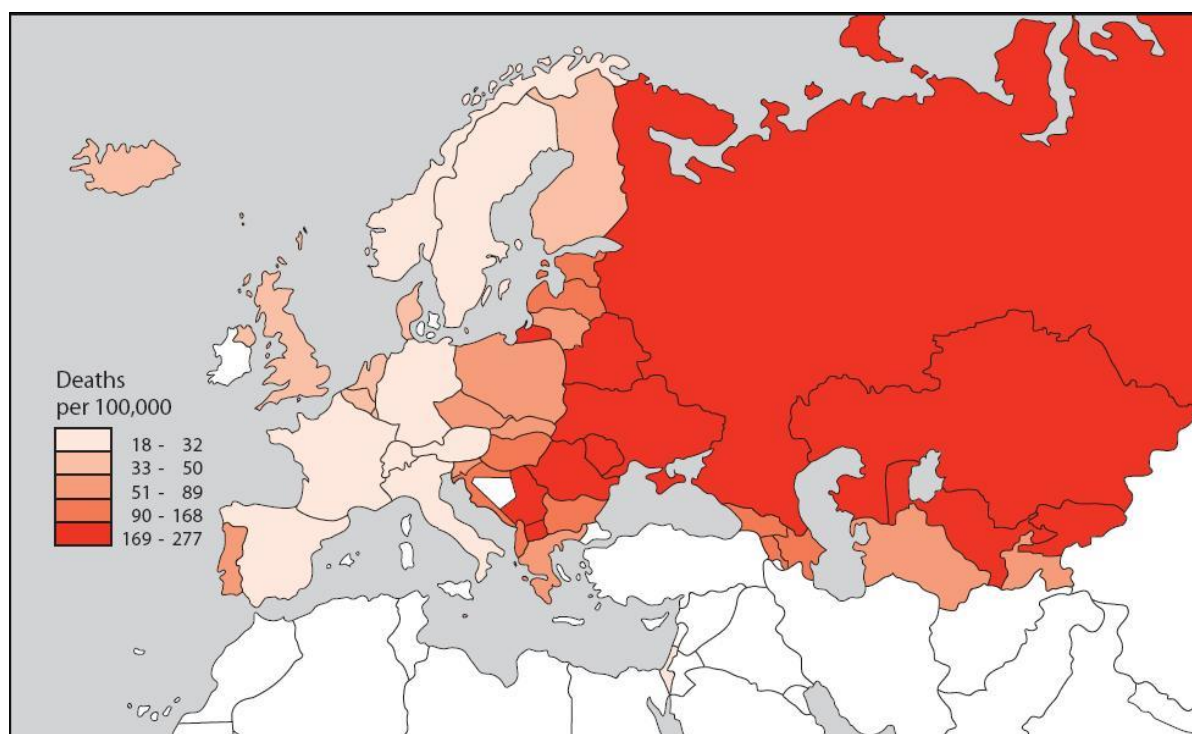 Deaths
per 100,000
18 - 32
33 - 50
51 - 89
90 - 168
169 - 277